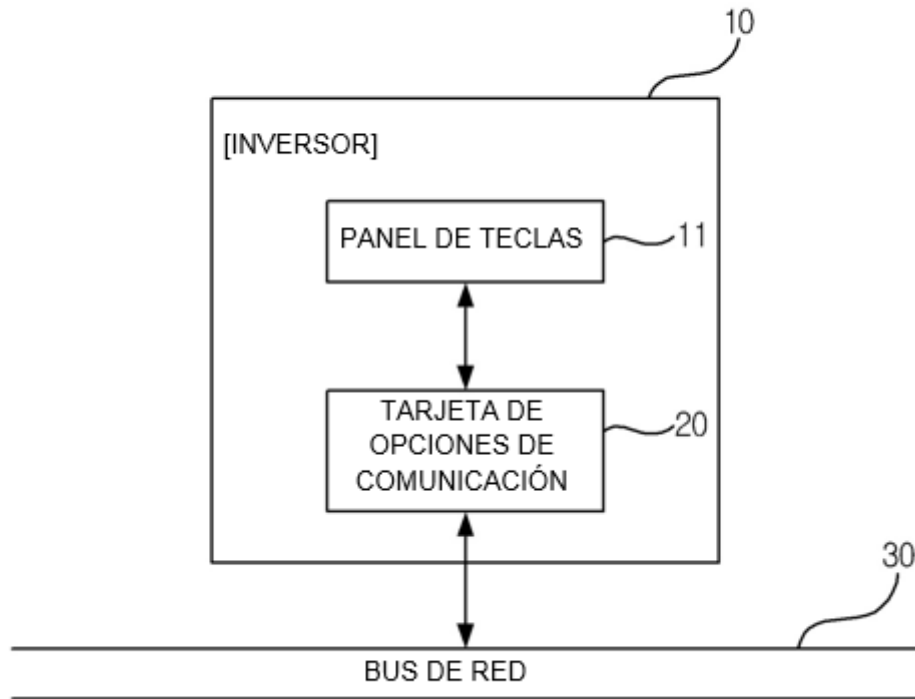 10
[INVERSOR]
PANEL DE TECLAS
11
TARJETA DE
OPCIONES DE
COMUNICACIÓN
20
30
BUS DE RED